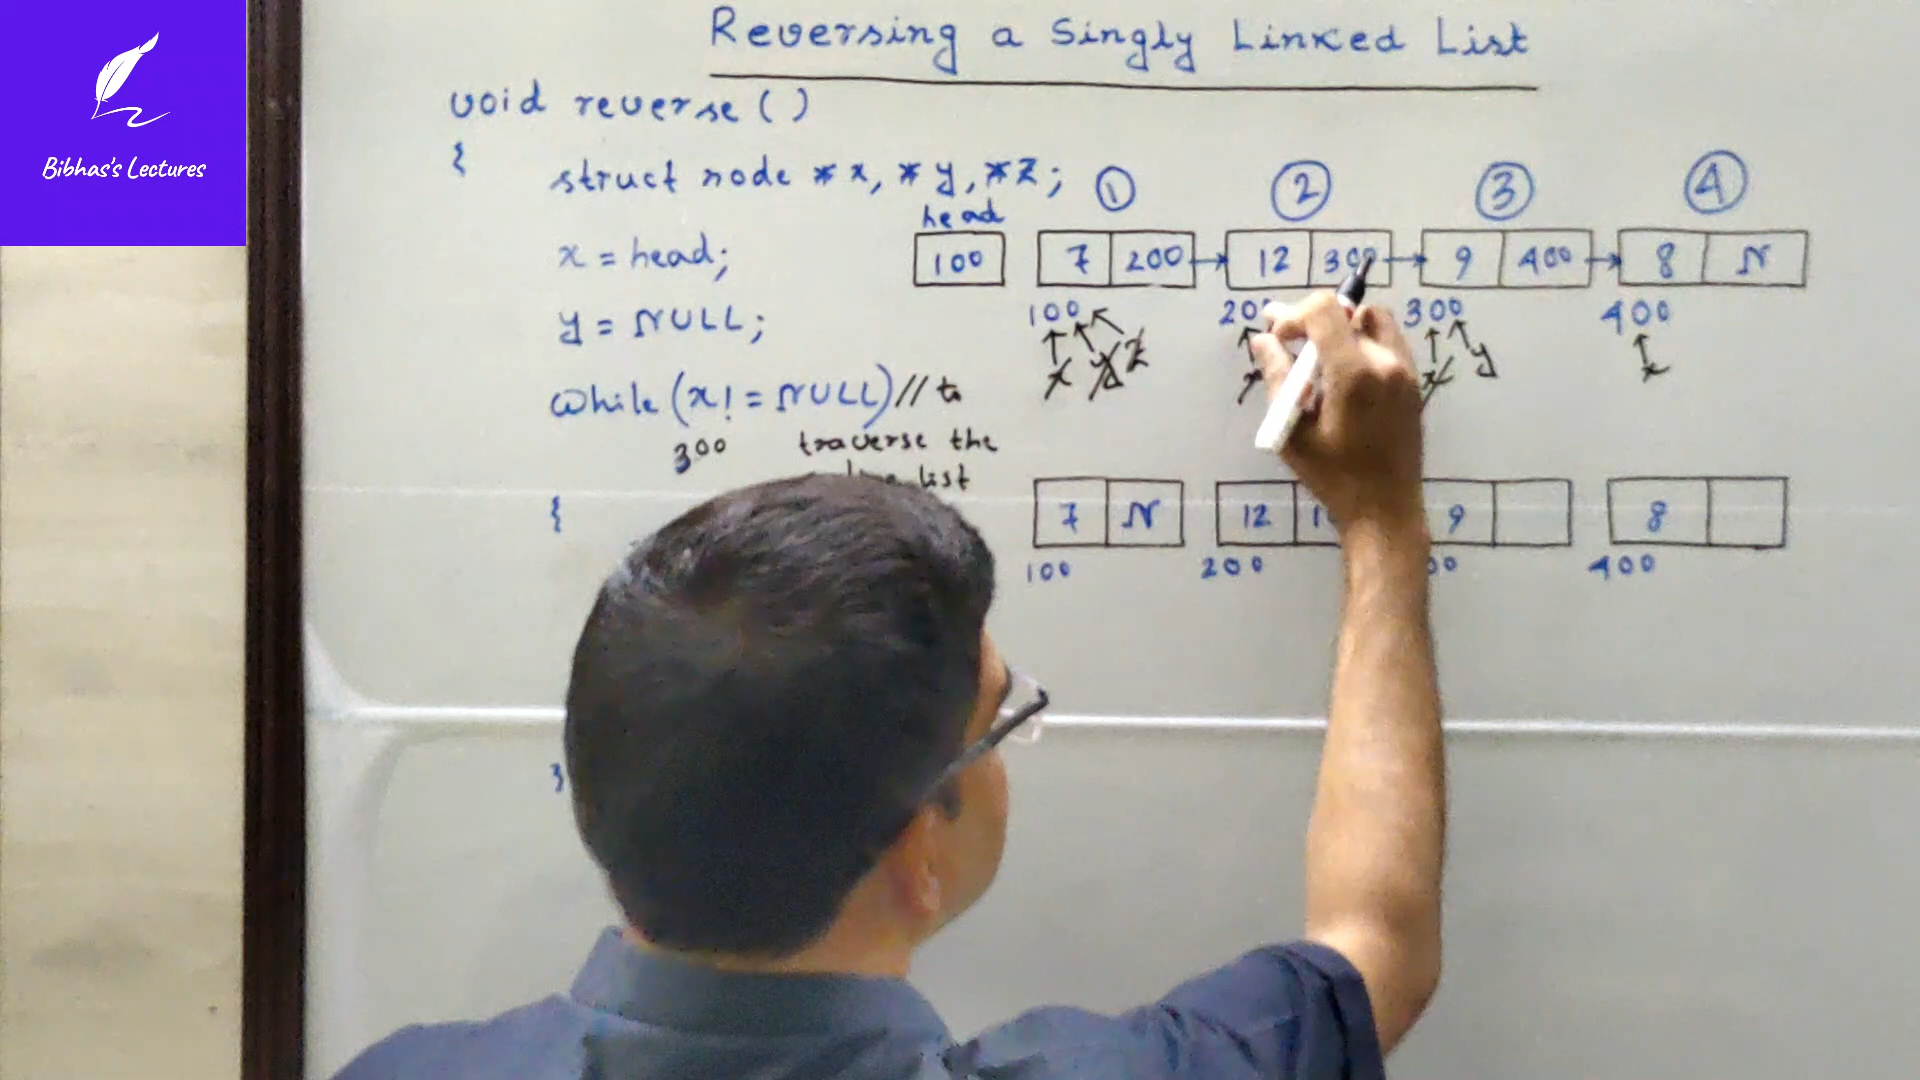 Bibhas's Lectures
Reversing a Singly Linked List
void reverse ( )
{
struct node * x, * y, * z ;
x = head;
y = NULL;
while (x! = NULL) // to
300
traverse the
list
{
}
1 2 3 4
head
100 7 200 12 300 9 400 8 N
100 300 400
x y z x x y x
7 N 12 9 8
100 200 400